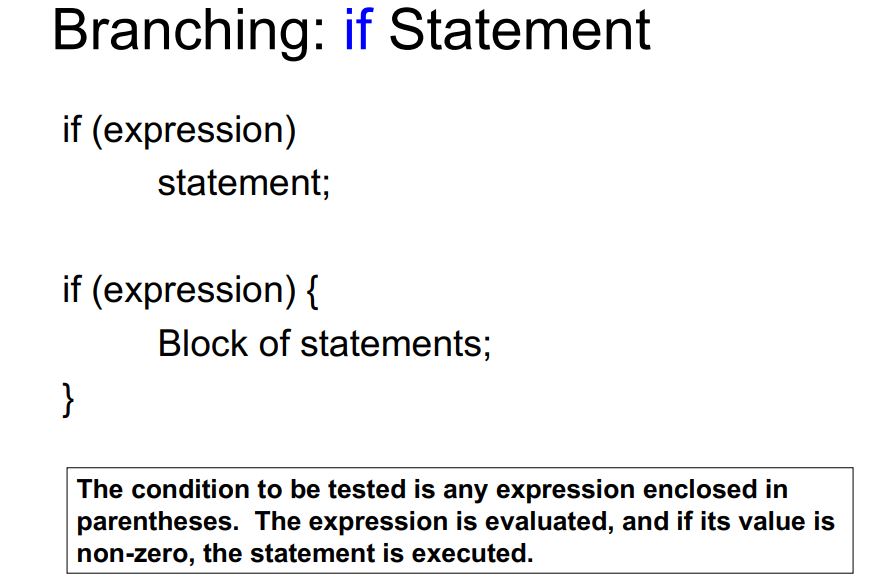 Branching: if Statement
if (expression)
statement;
if (expression) {
Block of statements;
}
The condition to be tested is any expression enclosed in
parentheses.  The expression is evaluated, and if its value is
non-zero, the statement is executed.